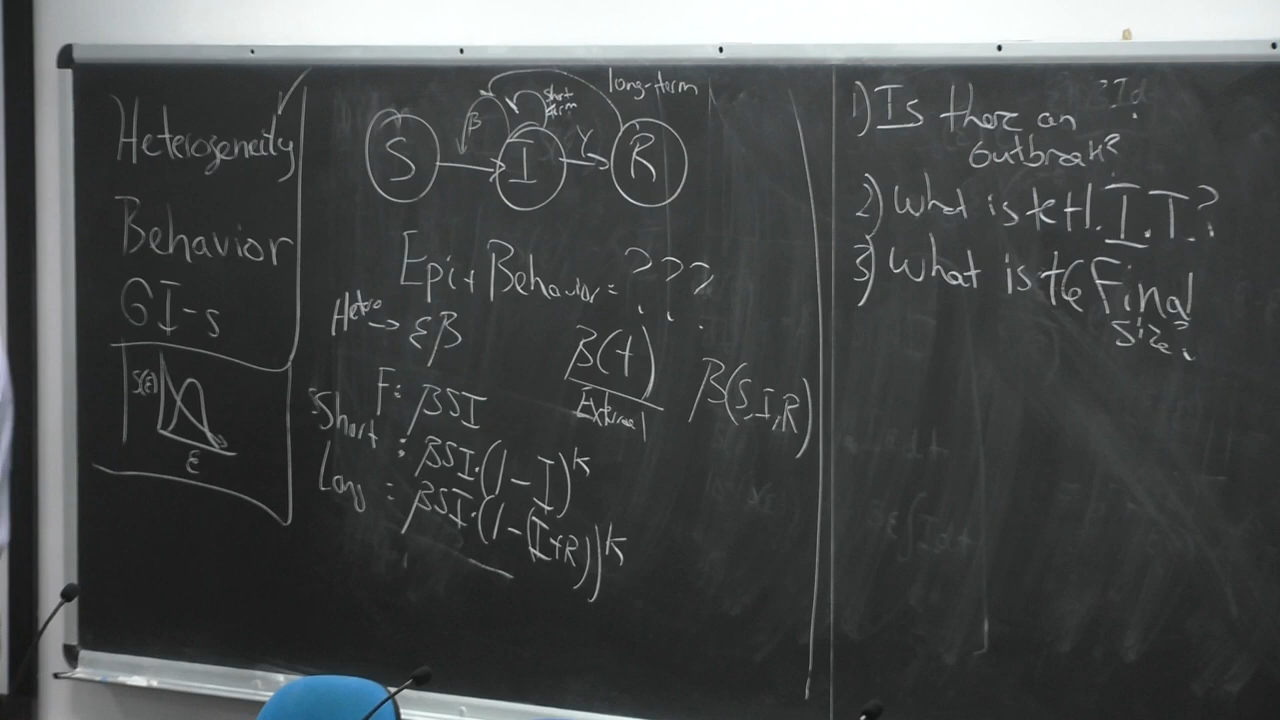 Heterogeneity
Behavior
GI-s
S(ε)
ε
long-term
short
term
β
S
I
γ
R
Epi + Behavior = ???
Hetero → εβ
β(t)
External
β(S,I,R)
F: βSI
Short : βSI·(1-I)^k
Long : βSI·(1-(I+R))^k
1) Is there an
outbreak?
2) What is the H.I.T.?
3) What is the Final
size?